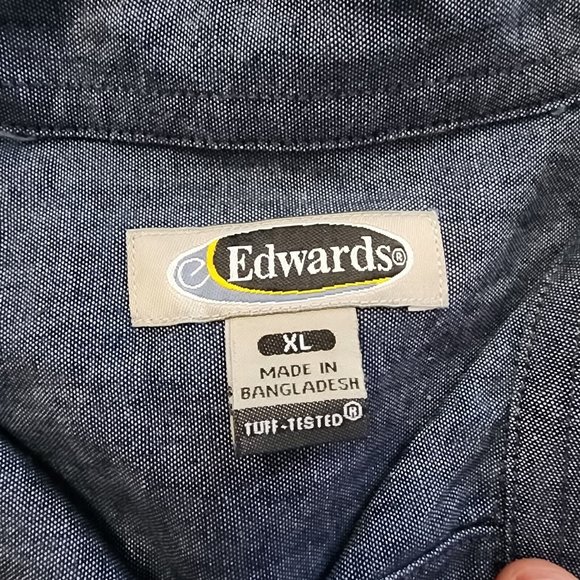 e Edwards®
XL
MADE IN
BANGLADESH
TUFF-TESTED®